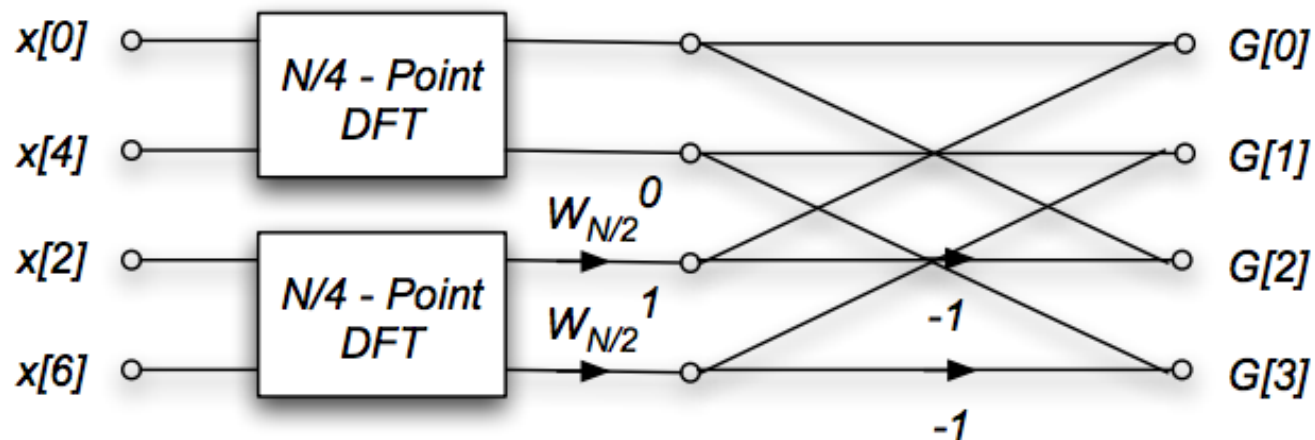 x[0]
N/4 - Point
DFT
G[0]
x[4]
G[1]
W_{N/2}^0
x[2]
N/4 - Point
DFT
G[2]
W_{N/2}^1
-1
x[6]
G[3]
-1